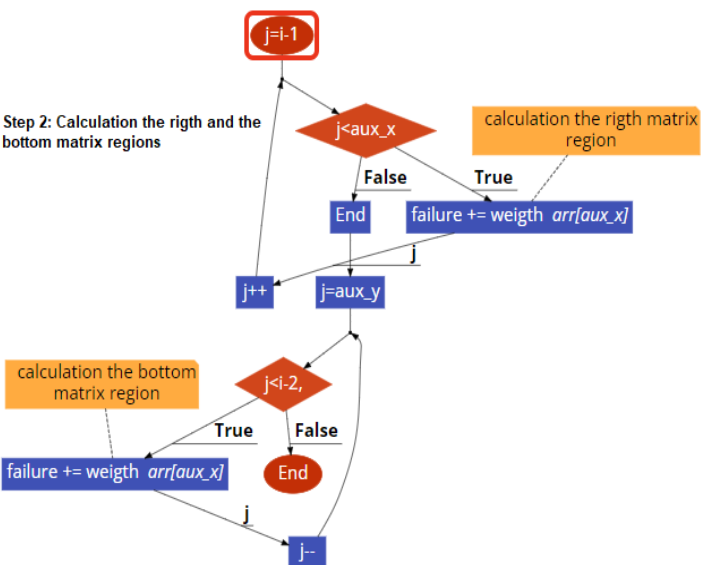 j=i-1
Step 2: Calculation the rigth and the
bottom matrix regions
j<aux_x
calculation the rigth matrix
region
False
True
End
failure += weigth arr[aux_x]
j
j++
j=aux_y
calculation the bottom
matrix region
j<i-2,
True
False
failure += weigth arr[aux_x]
End
j
j--